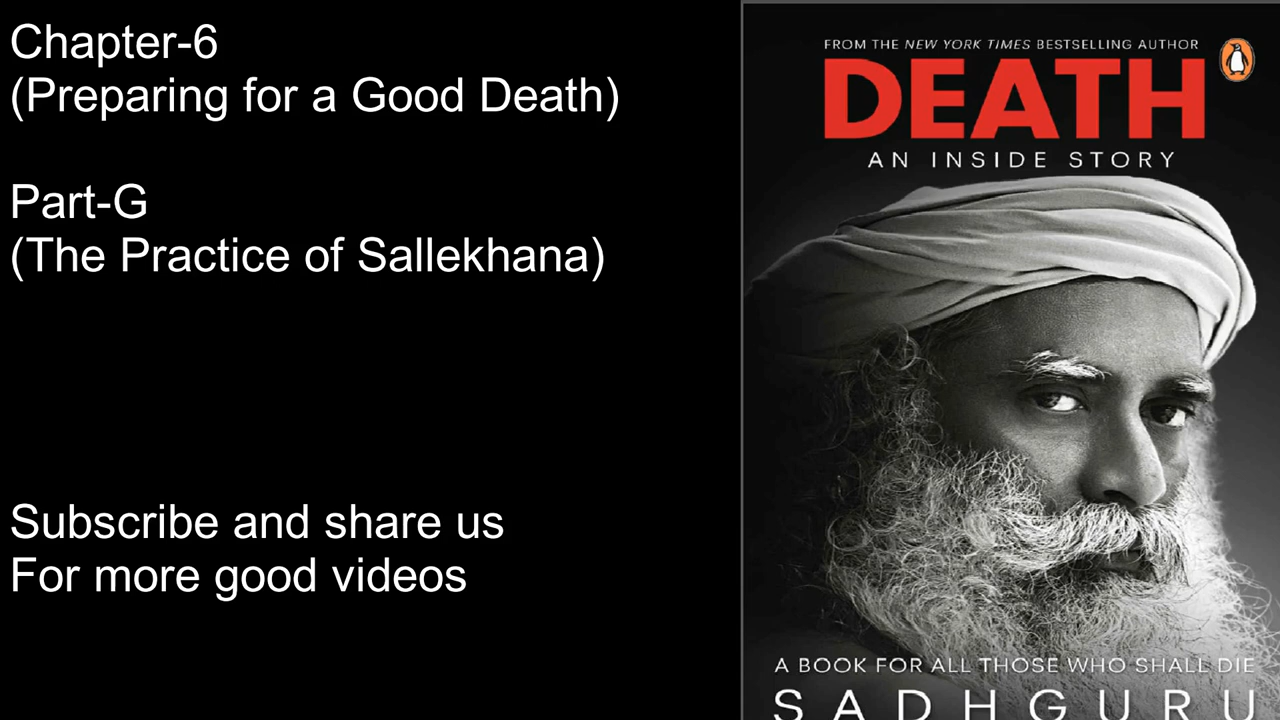 Chapter-6
(Preparing for a Good Death)
Part-G
(The Practice of Sallekhana)
Subscribe and share us
For more good videos
FROM THE NEW YORK TIMES BESTSELLING AUTHOR
DEATH
AN INSIDE STORY
A BOOK FOR ALL THOSE WHO SHALL DIE
SADHGURU